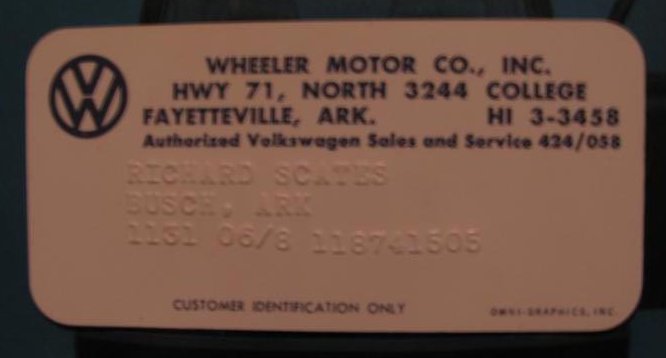 WHEELER MOTOR CO., INC.
HWY 71, NORTH 3244 COLLEGE
FAYETTEVILLE, ARK. HI 3-3458
Authorized Volkswagen Sales and Service 424/058
RICHARD SCATES
BUSCH, ARK
1131 06/8 118741505
CUSTOMER IDENTIFICATION ONLY
OMNI-GRAPHICS, INC.